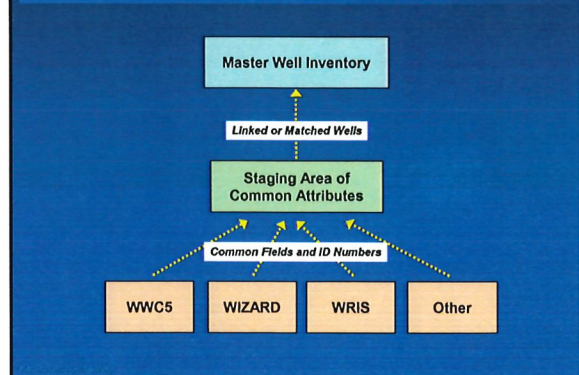 Master Well Inventory
Linked or Matched Wells
Staging Area of
Common Attributes
Common Fields and ID Numbers
WWC5 WIZARD WRIS Other